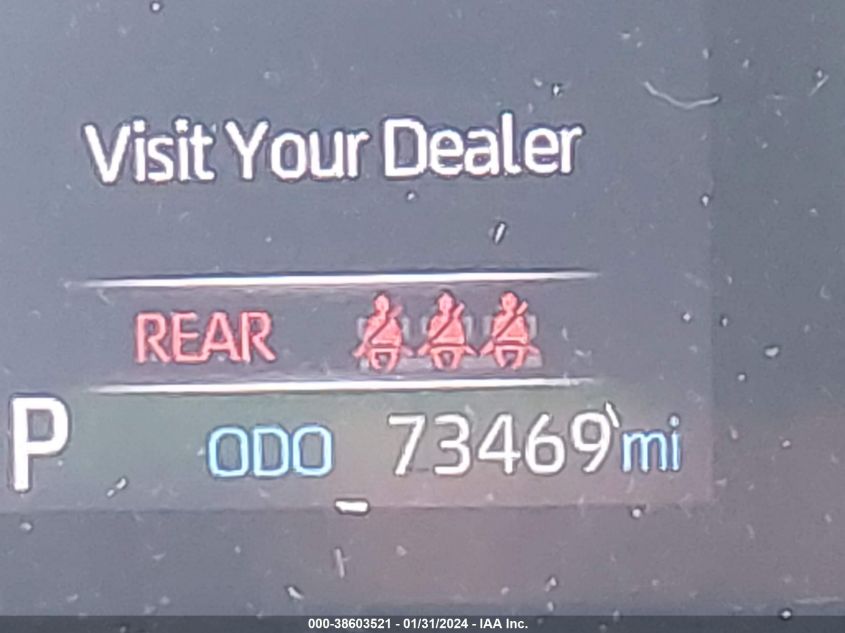 Visit Your Dealer
REAR
P ODO 73469 mi
000-38603521 - 01/31/2024 - IAA Inc.